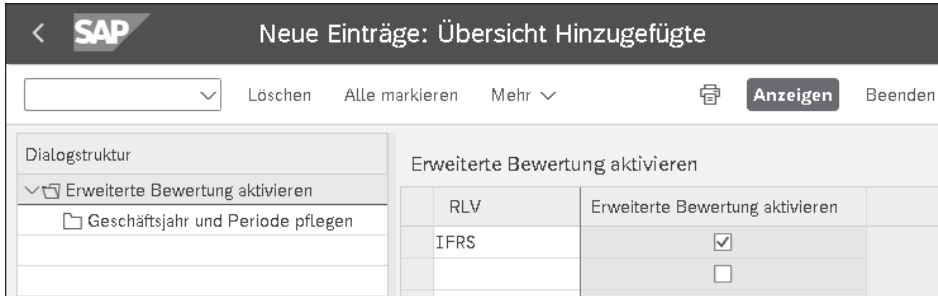 SAP Neue Einträge: Übersicht Hinzugefügte
Löschen Alle markieren Mehr Anzeigen Beenden
Dialogstruktur
Erweiterte Bewertung aktivieren
Geschäftsjahr und Periode pflegen
Erweiterte Bewertung aktivieren
RLV Erweiterte Bewertung aktivieren
IFRS